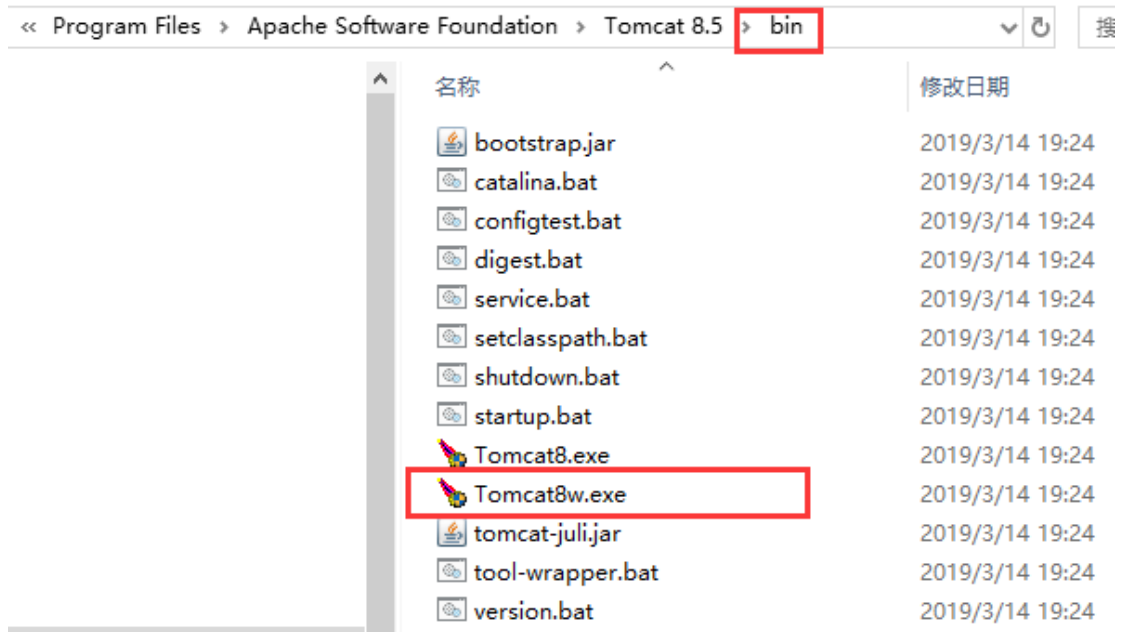 « Program Files › Apache Software Foundation › Tomcat 8.5 › bin
搜
名称 修改日期
bootstrap.jar 2019/3/14 19:24
catalina.bat 2019/3/14 19:24
configtest.bat 2019/3/14 19:24
digest.bat 2019/3/14 19:24
service.bat 2019/3/14 19:24
setclasspath.bat 2019/3/14 19:24
shutdown.bat 2019/3/14 19:24
startup.bat 2019/3/14 19:24
Tomcat8.exe 2019/3/14 19:24
Tomcat8w.exe 2019/3/14 19:24
tomcat-juli.jar 2019/3/14 19:24
tool-wrapper.bat 2019/3/14 19:24
version.bat 2019/3/14 19:24